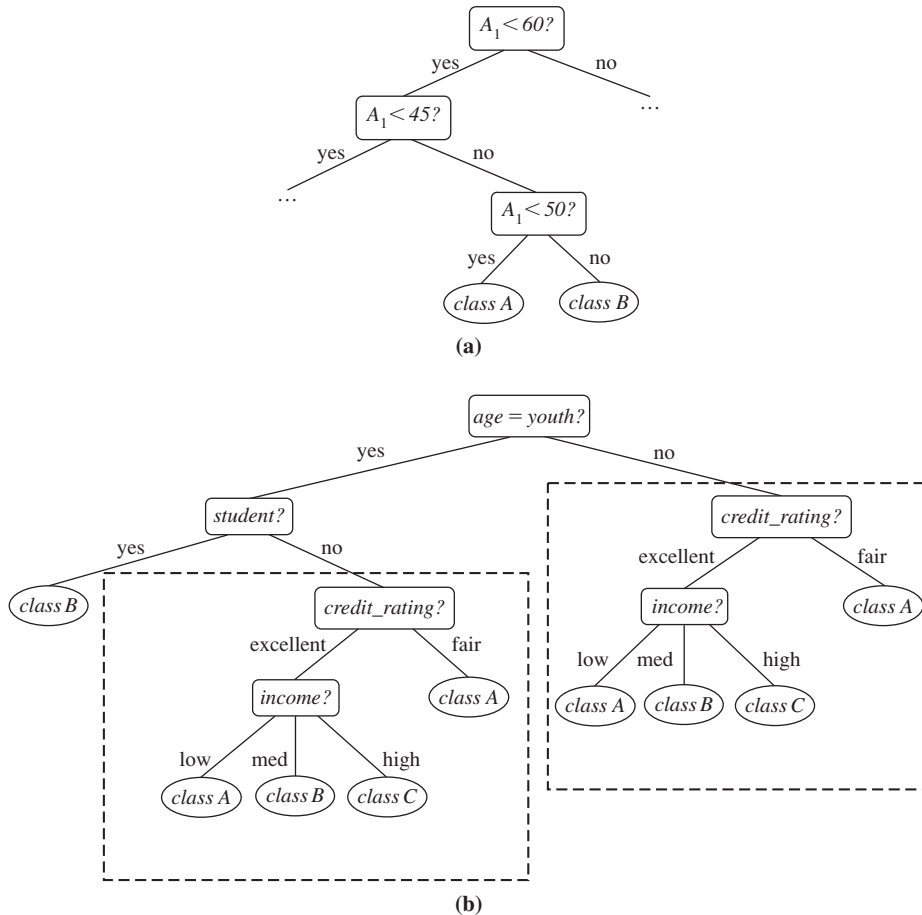 A1 < 60?
yes
no
A1 < 45?
...
yes
no
...
A1 < 50?
yes
no
class A
class B
(a)
age = youth?
yes
no
student?
credit_rating?
yes
no
excellent
fair
class B
credit_rating?
income?
class A
excellent
fair
low
med
high
income?
class A
class A
class B
class C
low
med
high
class A
class B
class C
(b)